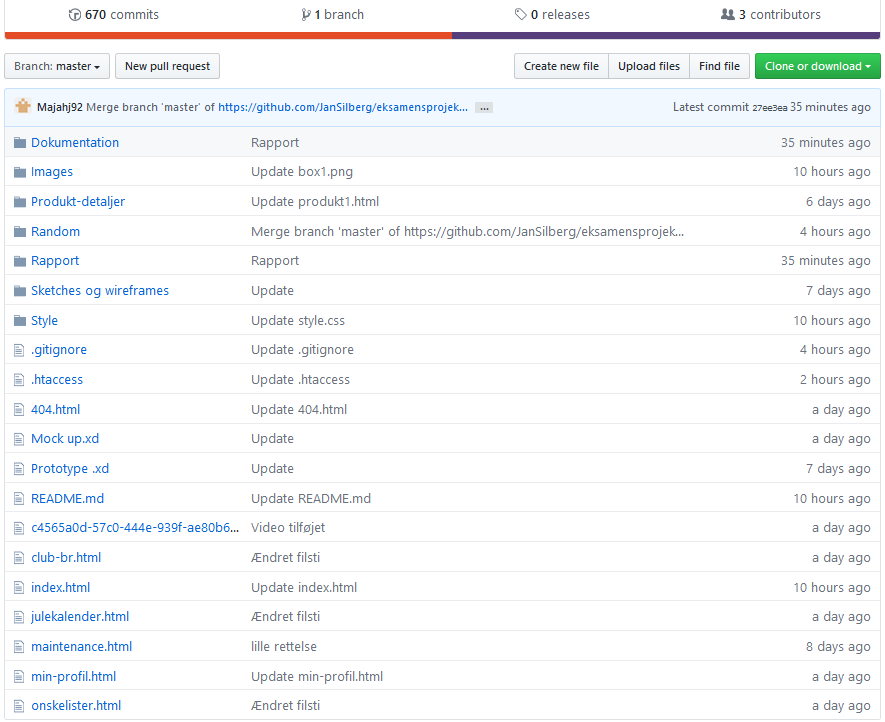 670 commits 1 branch 0 releases 3 contributors
Branch: master New pull request Create new file Upload files Find file Clone or download
Majahj92 Merge branch 'master' of https://github.com/JanSilberg/eksamensprojek... ... Latest commit 27ee3ea 35 minutes ago
Dokumentation Rapport 35 minutes ago
Images Update box1.png 10 hours ago
Produkt-detaljer Update produkt1.html 6 days ago
Random Merge branch 'master' of https://github.com/JanSilberg/eksamensprojek... 4 hours ago
Rapport Rapport 35 minutes ago
Sketches og wireframes Update 7 days ago
Style Update style.css 10 hours ago
.gitignore Update .gitignore 4 hours ago
.htaccess Update .htaccess 2 hours ago
404.html Update 404.html a day ago
Mock up.xd Update a day ago
Prototype .xd Update 7 days ago
README.md Update README.md 10 hours ago
c4565a0d-57c0-444e-939f-ae80b6... Video tilføjet a day ago
club-br.html Ændret filsti a day ago
index.html Update index.html 10 hours ago
julekalender.html Ændret filsti a day ago
maintenance.html lille rettelse 8 days ago
min-profil.html Update min-profil.html a day ago
onskelister.html Ændret filsti a day ago